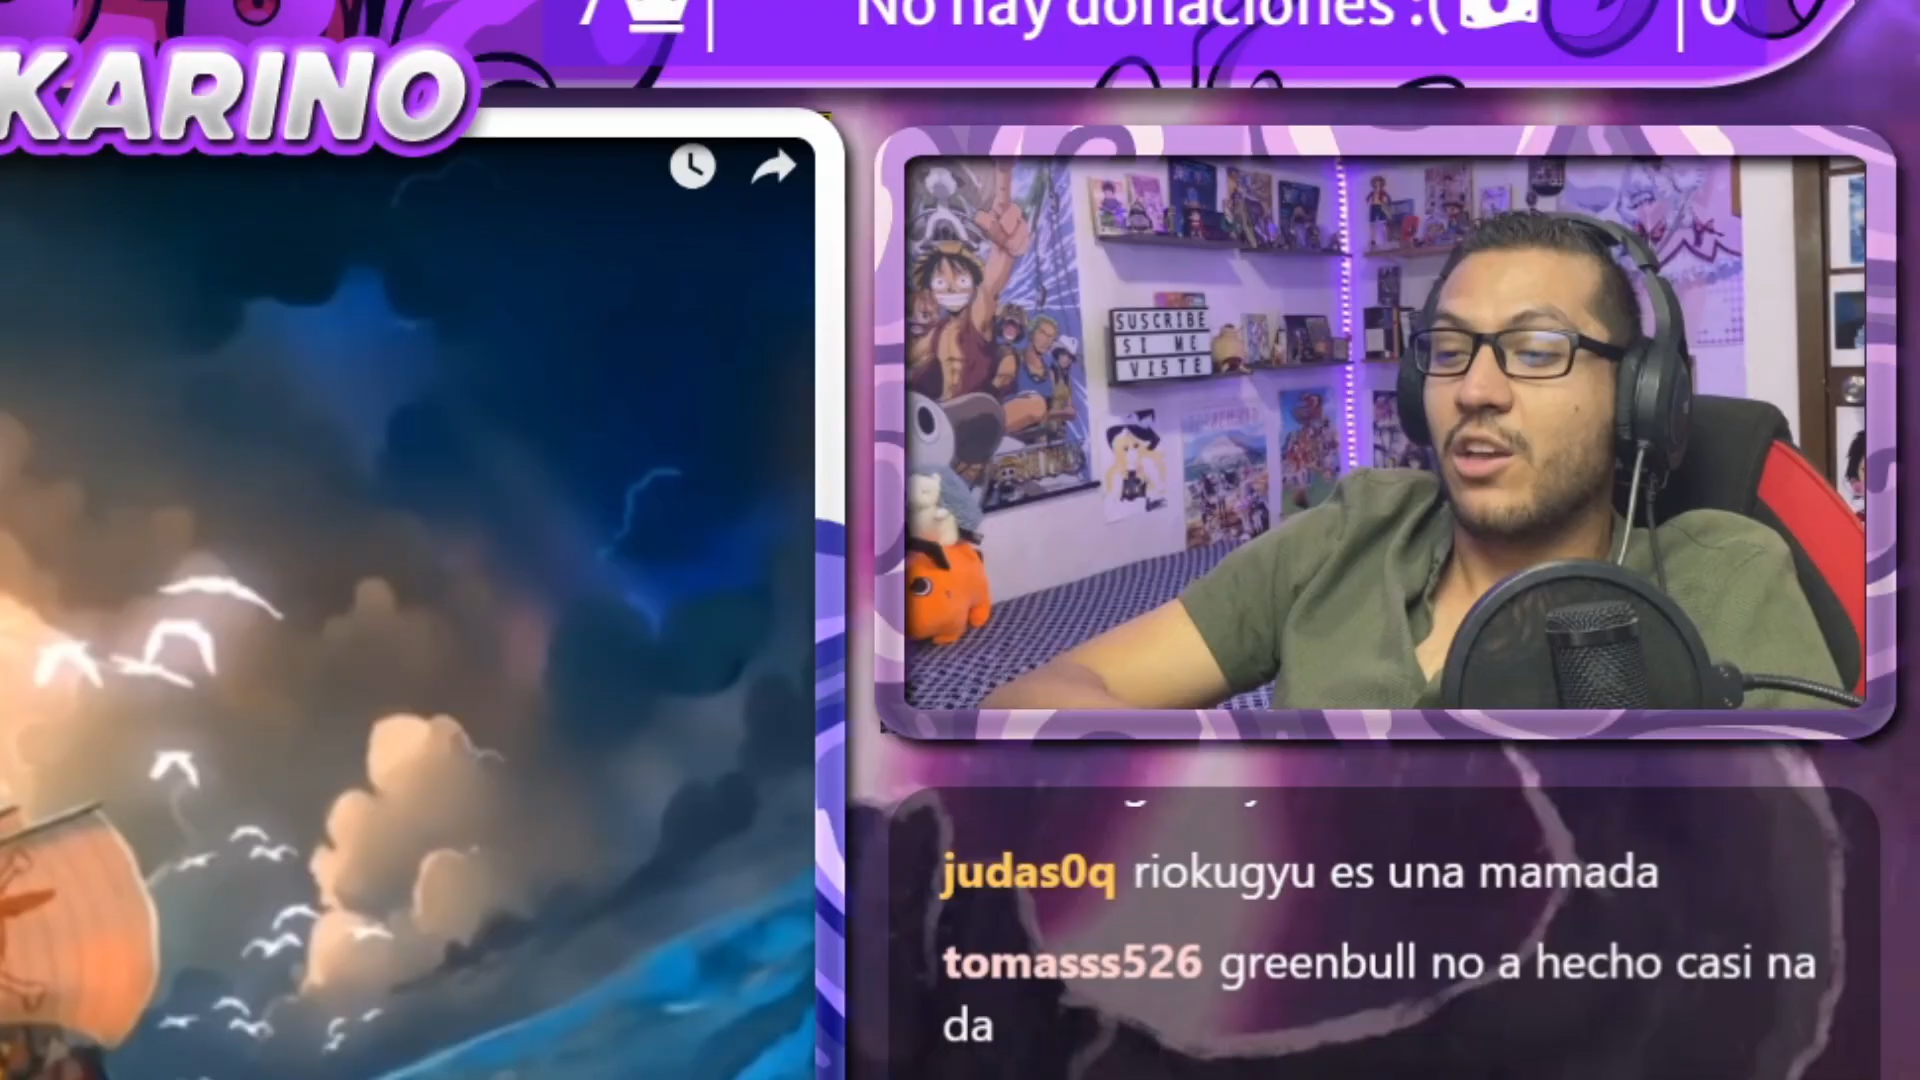 No hay donaciones :(
0
KARINO
SUSCRIBE
SI ME
VISTE
judas0q riokugyu es una mamada
tomasss526 greenbull no a hecho casi na
da